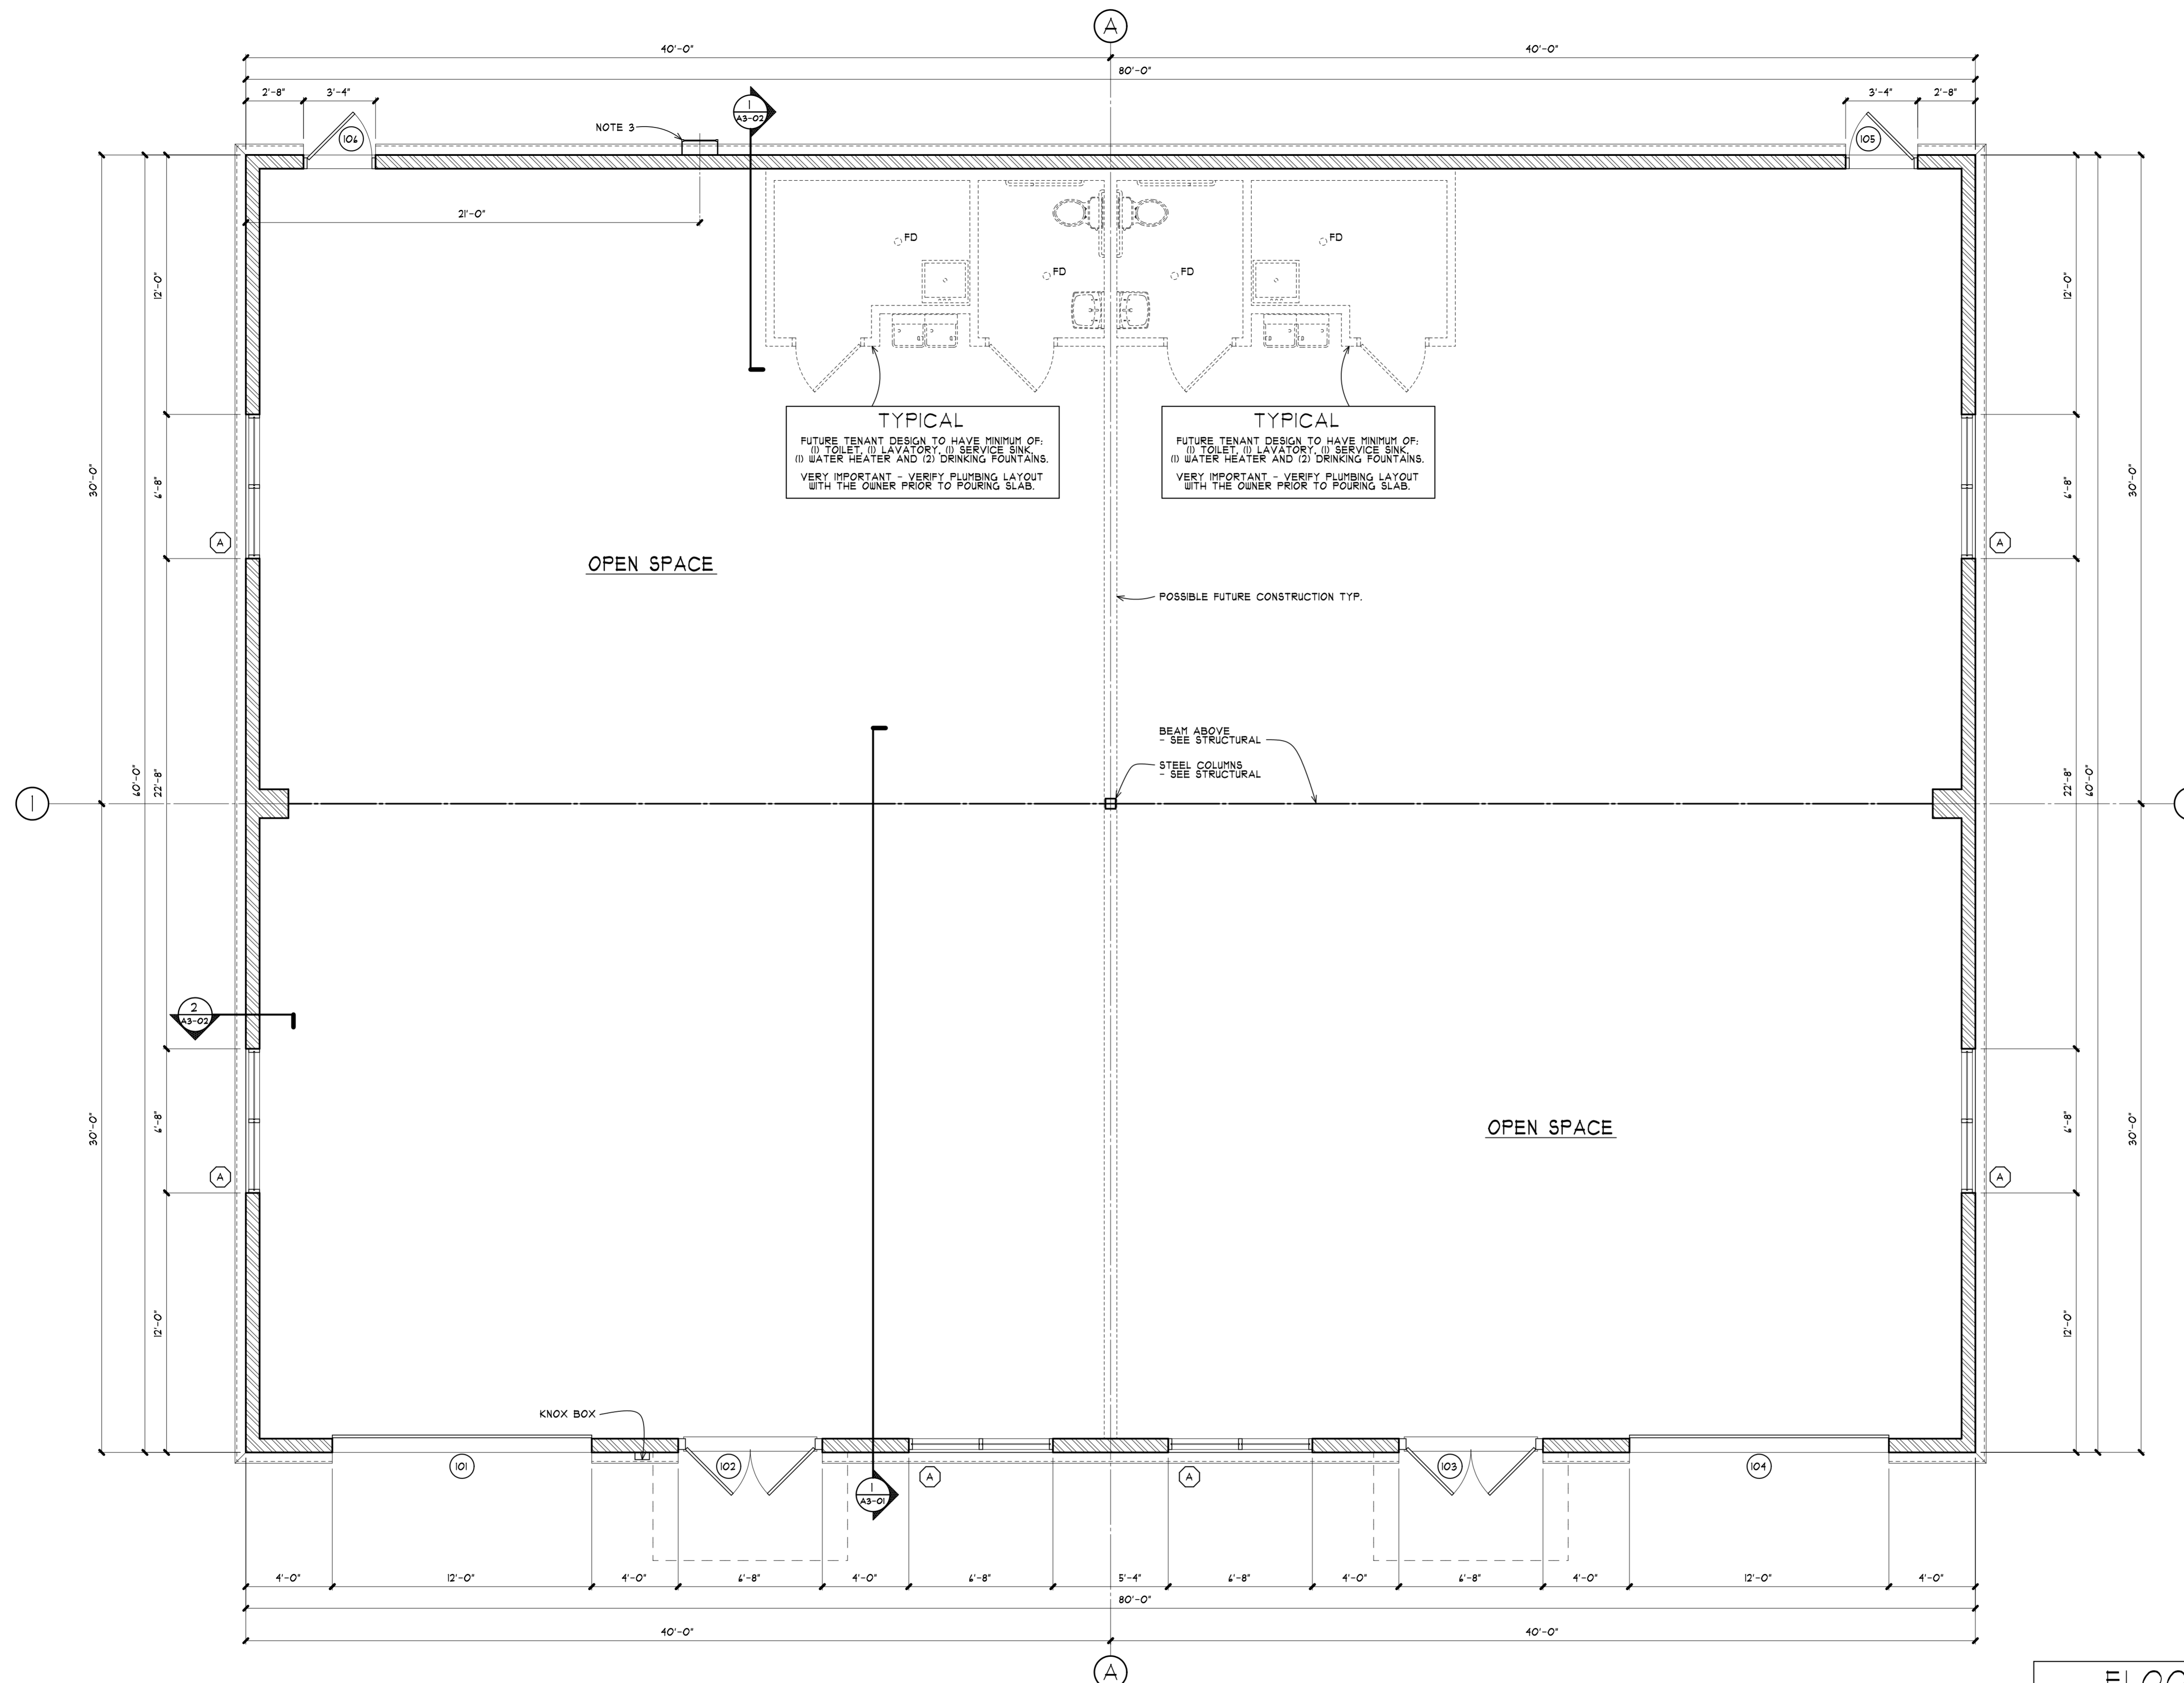 A
40'-0" 40'-0"
80'-0"
2'-8" 3'-4" 3'-4" 2'-8"
1
A3-02
NOTE 3
106
105
21'-0"
FD
FD
FD
FD
12'-0"
12'-0"
TYPICAL
FUTURE TENANT DESIGN TO HAVE MINIMUM OF:
(1) TOILET, (1) LAVATORY, (1) SERVICE SINK,
(1) WATER HEATER AND (2) DRINKING FOUNTAINS.
VERY IMPORTANT - VERIFY PLUMBING LAYOUT
WITH THE OWNER PRIOR TO POURING SLAB.
TYPICAL
FUTURE TENANT DESIGN TO HAVE MINIMUM OF:
(1) TOILET, (1) LAVATORY, (1) SERVICE SINK,
(1) WATER HEATER AND (2) DRINKING FOUNTAINS.
VERY IMPORTANT - VERIFY PLUMBING LAYOUT
WITH THE OWNER PRIOR TO POURING SLAB.
30'-0"
6'-8"
6'-8"
30'-0"
A
A
OPEN SPACE
POSSIBLE FUTURE CONSTRUCTION TYP.
BEAM ABOVE
- SEE STRUCTURAL
STEEL COLUMNS
- SEE STRUCTURAL
60'-0"
22'-8"
22'-8"
60'-0"
1
2
A3-02
30'-0"
6'-8"
6'-8"
30'-0"
OPEN SPACE
A
A
12'-0"
12'-0"
KNOX BOX
101
102
103
104
A
A
1
A3-01
4'-0" 12'-0" 4'-0" 6'-8" 4'-0" 6'-8" 5'-4" 6'-8" 4'-0" 6'-8" 4'-0" 12'-0" 4'-0"
80'-0"
40'-0" 40'-0"
A